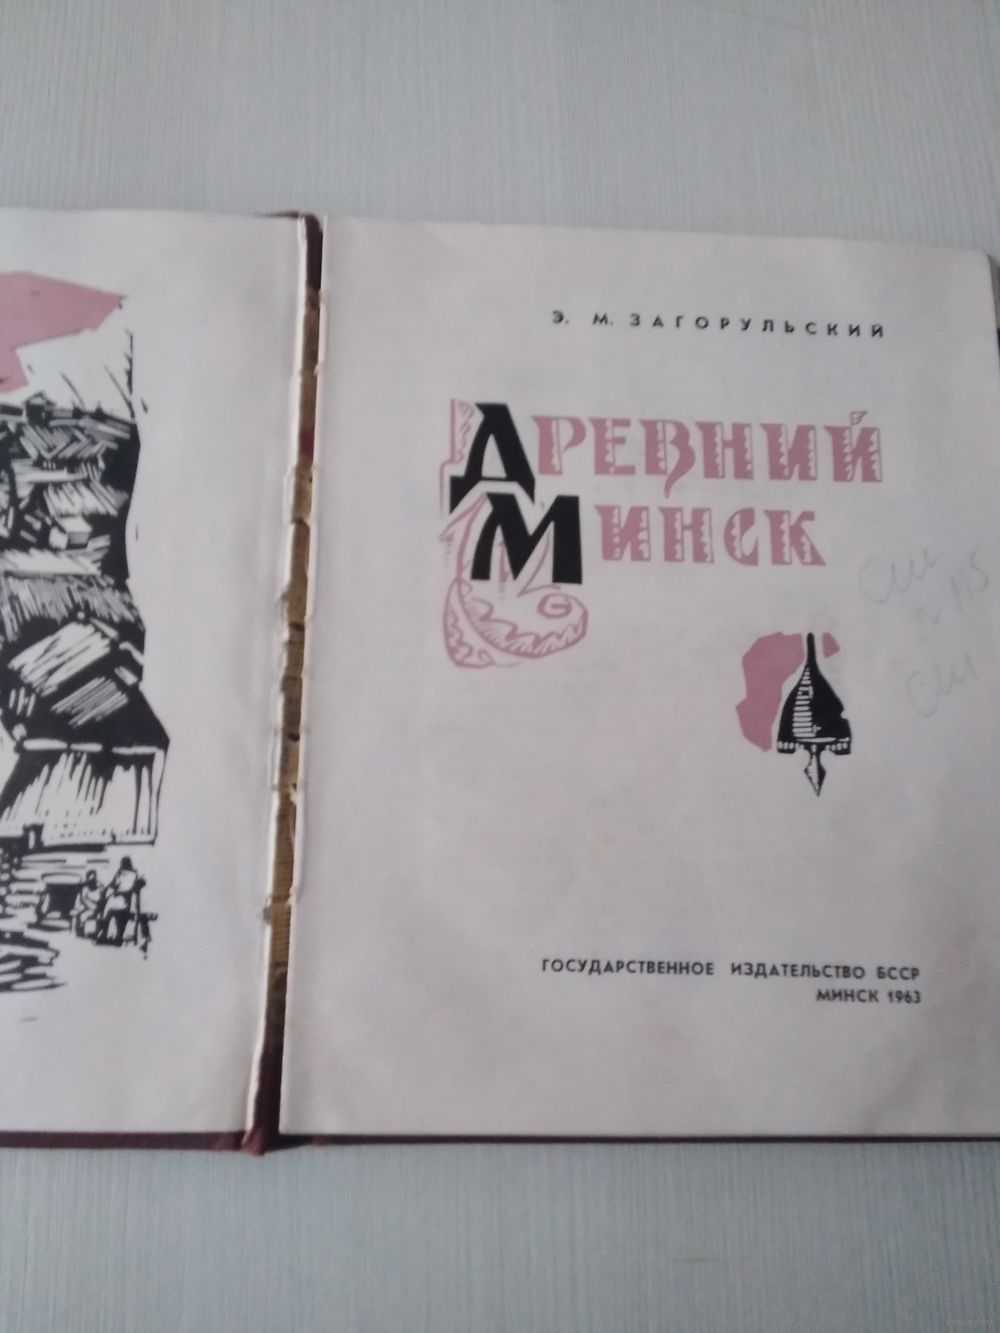 Э. М. ЗАГОРУЛЬСКИЙ
ДРЕВНИЙ
МИНСК
ГОСУДАРСТВЕННОЕ ИЗДАТЕЛЬСТВО БССР
МИНСК 1963